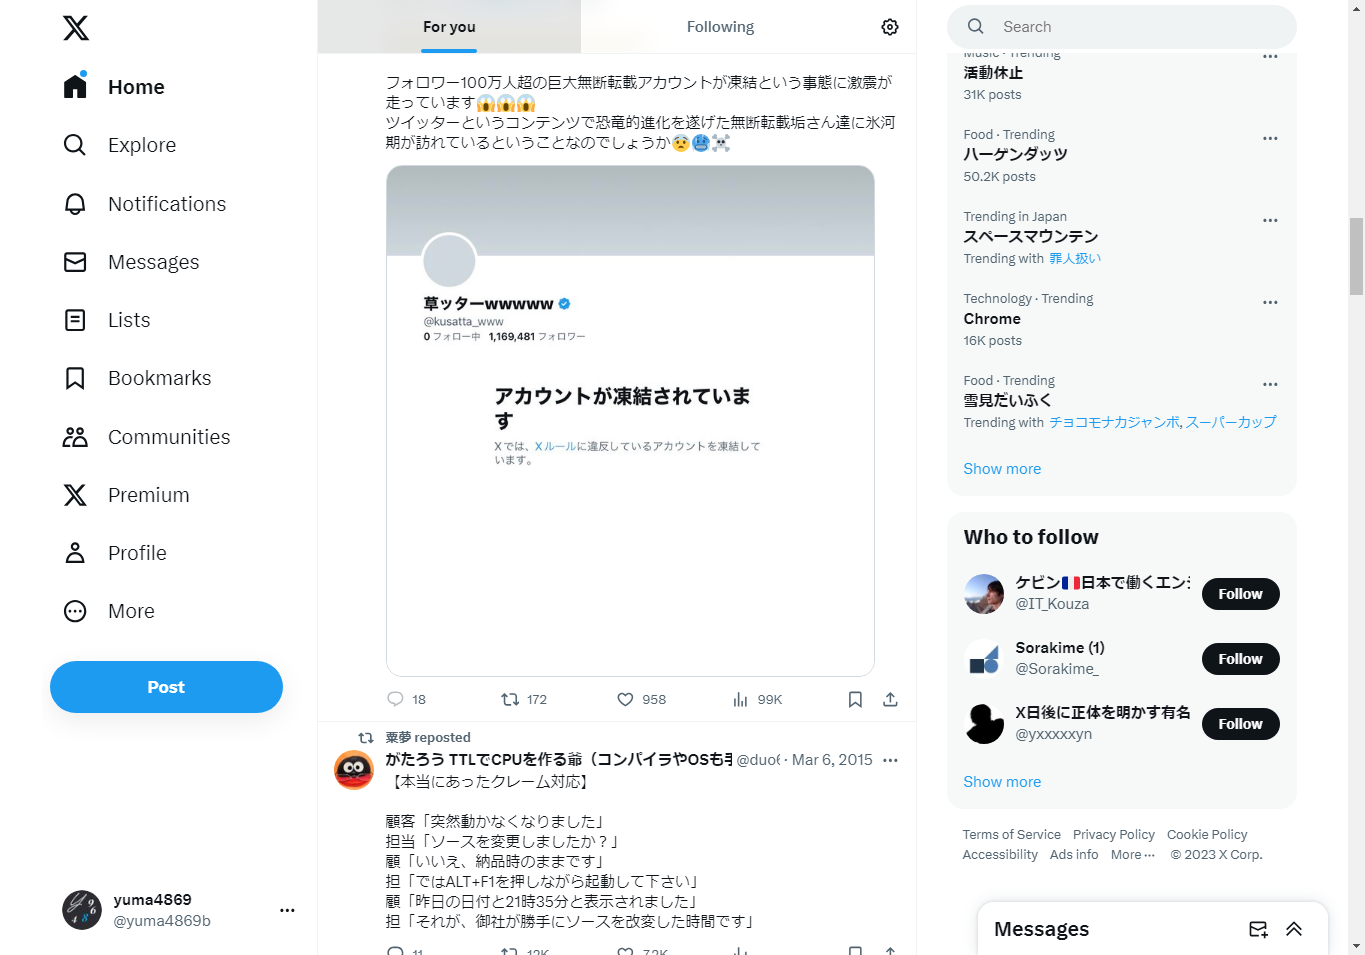 Home
Explore
Notifications
Messages
Lists
Bookmarks
Communities
Premium
Profile
More
Post
yuma4869
@yuma4869b
For you
Following
フォロワー100万人超の巨大無断転載アカウントが凍結という事態に激震が
走っています😱😱😱
ツイッターというコンテンツで恐竜的進化を遂げた無断転載垢さん達に氷河
期が訪れているということなのでしょうか😨🥶☠️
草ッターwwwww
@kusatta_www
0 フォロー中 1,169,481 フォロワー
アカウントが凍結されていま
す
Xでは、Xルールに違反しているアカウントを凍結して
います。
18 172 958 99K
粟夢 reposted
がたろう TTLでCPUを作る爺（コンパイラやOSも手 @duo6 · Mar 6, 2015
【本当にあったクレーム対応】
顧客「突然動かなくなりました」
担当「ソースを変更しましたか？」
顧「いいえ、納品時のままです」
担「ではALT+F1を押しながら起動して下さい」
顧「昨日の日付と21時35分と表示されました」
担「それが、御社が勝手にソースを改変した時間です」
11 12K 7.2K
Search
Music · Trending
活動休止
31K posts
Food · Trending
ハーゲンダッツ
50.2K posts
Trending in Japan
スペースマウンテン
Trending with 罪人扱い
Technology · Trending
Chrome
16K posts
Food · Trending
雪見だいふく
Trending with チョコモナカジャンボ, スーパーカップ
Show more
Who to follow
ケビン🇫🇷日本で働くエンジ
@IT_Kouza
Follow
Sorakime (1)
@Sorakime_
Follow
X日後に正体を明かす有名
@yxxxxxyn
Follow
Show more
Terms of Service Privacy Policy Cookie Policy
Accessibility Ads info More ··· © 2023 X Corp.
Messages